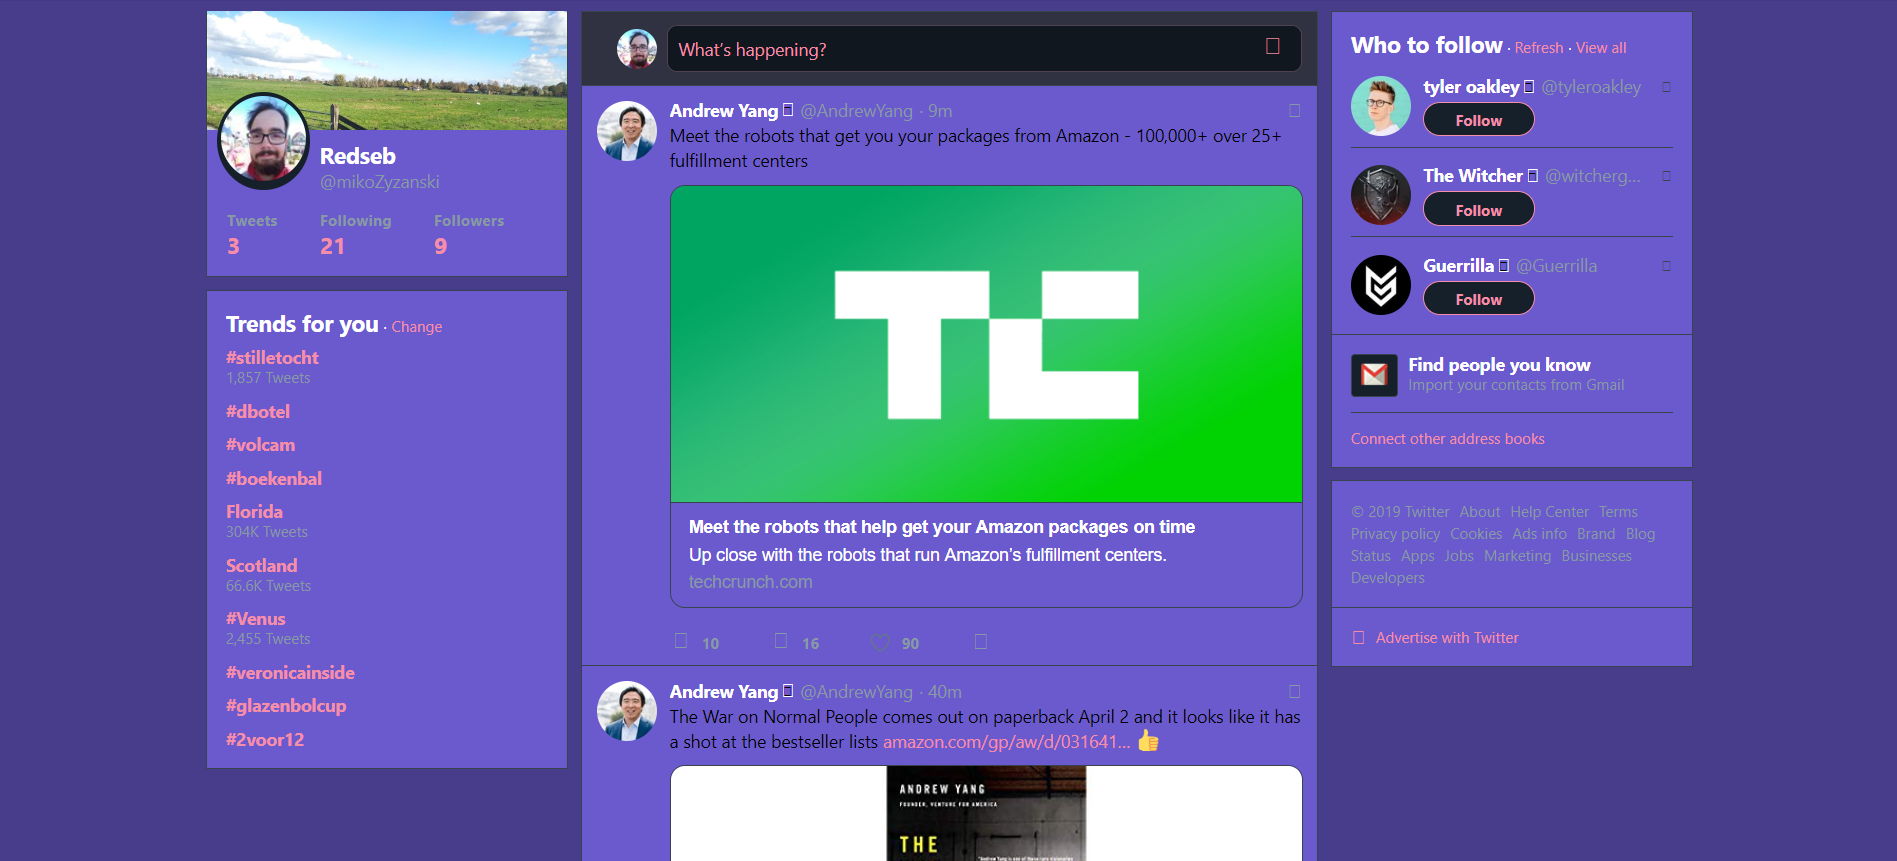 Redseb
@mikoZyzanski
Tweets Following Followers
3 21 9
Trends for you · Change
#stilletocht
1,857 Tweets
#dbotel
#volcam
#boekenbal
Florida
304K Tweets
Scotland
66.6K Tweets
#Venus
2,455 Tweets
#veronicainside
#glazenbolcup
#2voor12
What's happening?
Andrew Yang @AndrewYang · 9m
Meet the robots that get you your packages from Amazon - 100,000+ over 25+
fulfillment centers
TC
Meet the robots that help get your Amazon packages on time
Up close with the robots that run Amazon's fulfillment centers.
techcrunch.com
10 16 90
Andrew Yang @AndrewYang · 40m
The War on Normal People comes out on paperback April 2 and it looks like it has
a shot at the bestseller lists amazon.com/gp/aw/d/031641... 👍
ANDREW YANG
FOUNDER, VENTURE FOR AMERICA
THE
"Andrew Yang is one of those rare visionaries
Who to follow · Refresh · View all
tyler oakley @tyleroakley
Follow
The Witcher @witcherg...
Follow
Guerrilla @Guerrilla
Follow
Find people you know
Import your contacts from Gmail
Connect other address books
© 2019 Twitter About Help Center Terms
Privacy policy Cookies Ads info Brand Blog
Status Apps Jobs Marketing Businesses
Developers
Advertise with Twitter